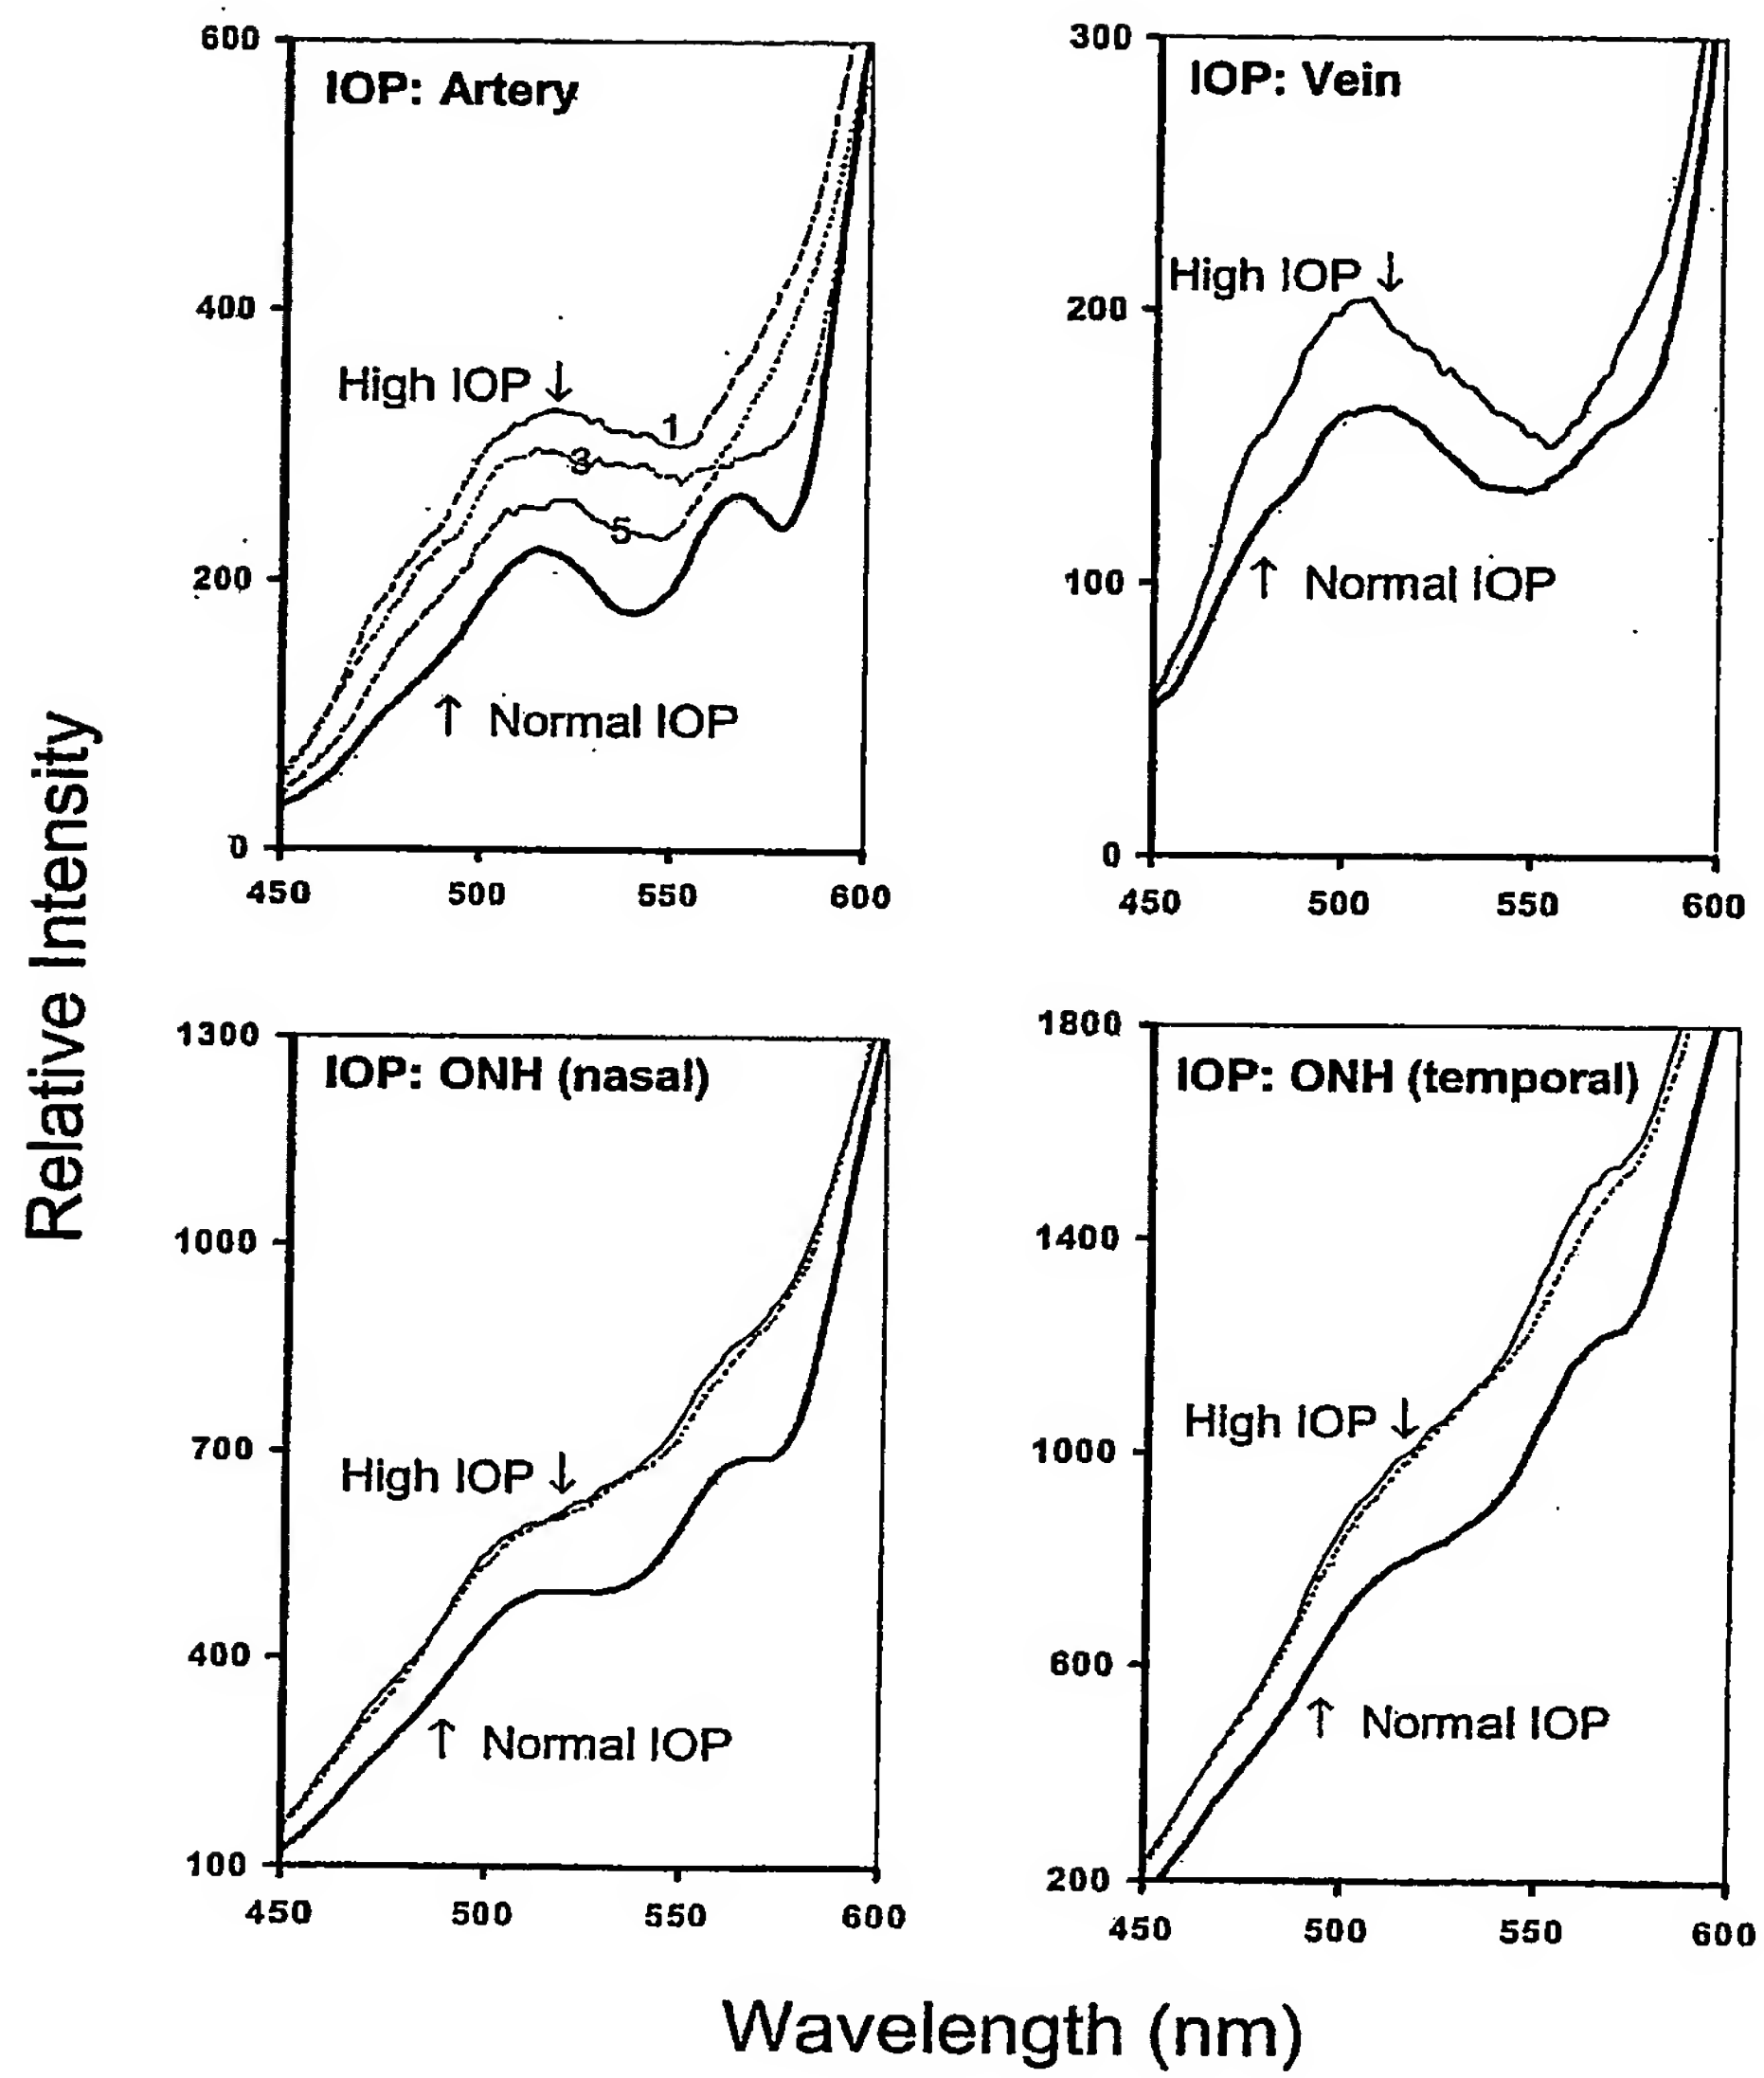 IOP: Artery
600
400
200
0
High IOP ↓
1
3
5
↑ Normal IOP
450 500 550 600
IOP: Vein
300
200
100
0
High IOP ↓
↑ Normal IOP
450 500 550 600
Relative Intensity
IOP: ONH (nasal)
1300
1000
700
400
100
High IOP ↓
↑ Normal IOP
450 500 550 600
IOP: ONH (temporal)
1800
1400
1000
600
200
High IOP ↓
↑ Normal IOP
450 500 550 600
Wavelength (nm)